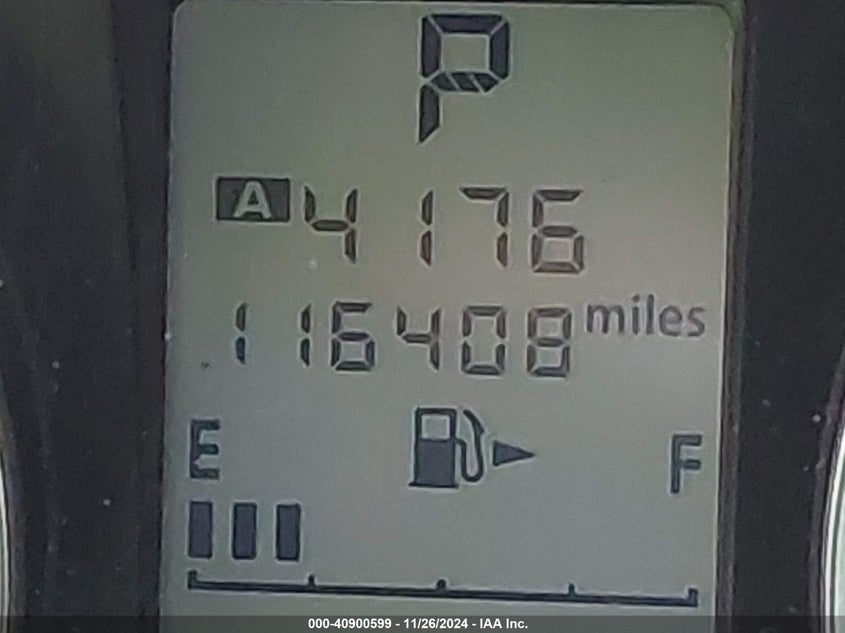 P
A 4176
116408 miles
E F
000-40900599 - 11/26/2024 - IAA Inc.